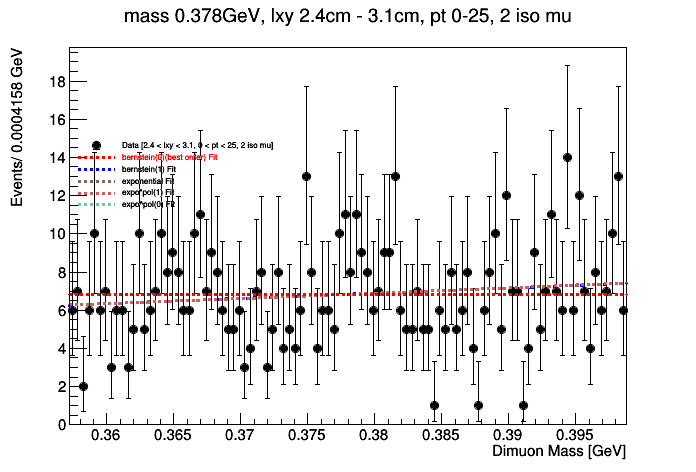 mass 0.378GeV, lxy 2.4cm - 3.1cm, pt 0-25, 2 iso mu
Events/ 0.0004158 GeV
18
16
14
12
10
8
6
4
2
0
Data [2.4 < lxy < 3.1, 0 < pt < 25, 2 iso mu]
bernstein(0)(best order) Fit
bernstein(1) Fit
exponential Fit
expo*pol(1) Fit
expo*pol(0) Fit
0.36 0.365 0.37 0.375 0.38 0.385 0.39 0.395
Dimuon Mass [GeV]